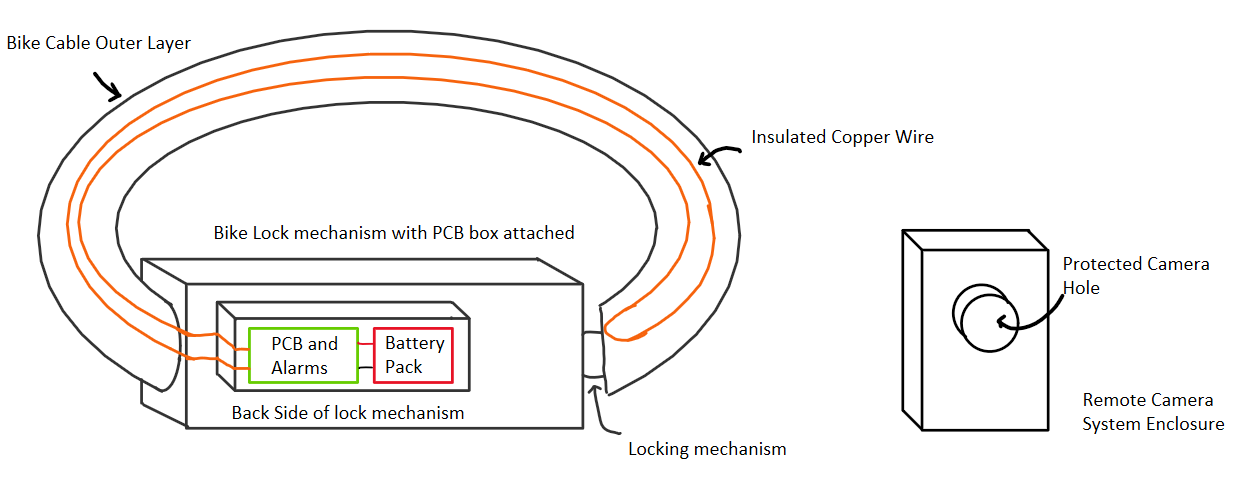 Bike Cable Outer Layer
Insulated Copper Wire
Bike Lock mechanism with PCB box attached
PCB and
Alarms
Battery
Pack
Back Side of lock mechanism
Locking mechanism
Protected Camera
Hole
Remote Camera
System Enclosure